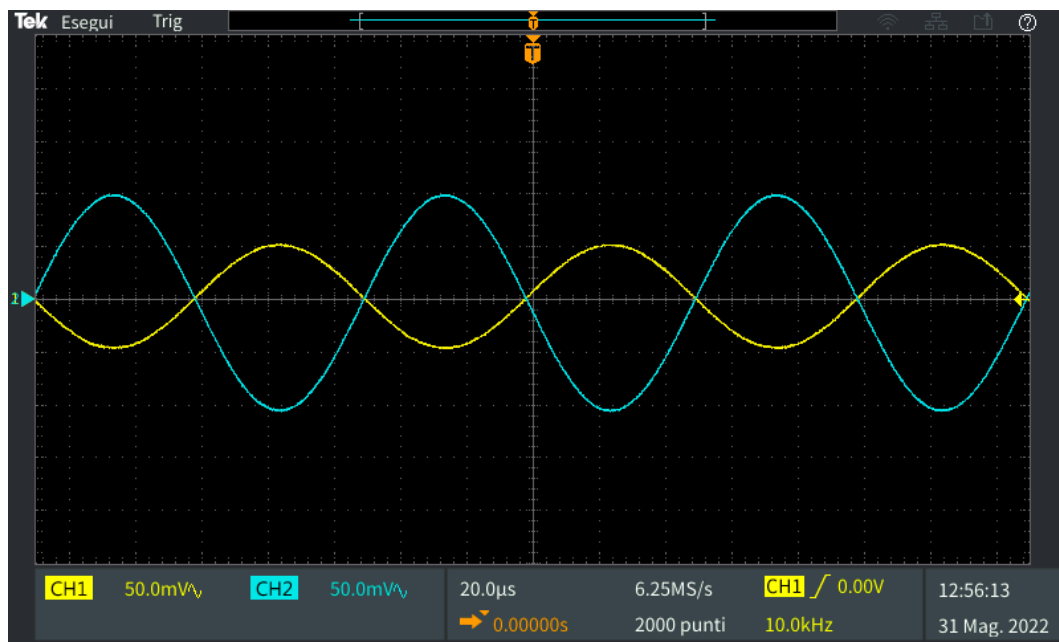 Tek Esegui Trig T ?
T
1
CH1 50.0mV CH2 50.0mV 20.0µs 6.25MS/s CH1 0.00V 12:56:13
0.00000s 2000 punti 10.0kHz 31 Mag. 2022